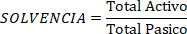 SOLVENCIA = Total Activo / Total Pasico